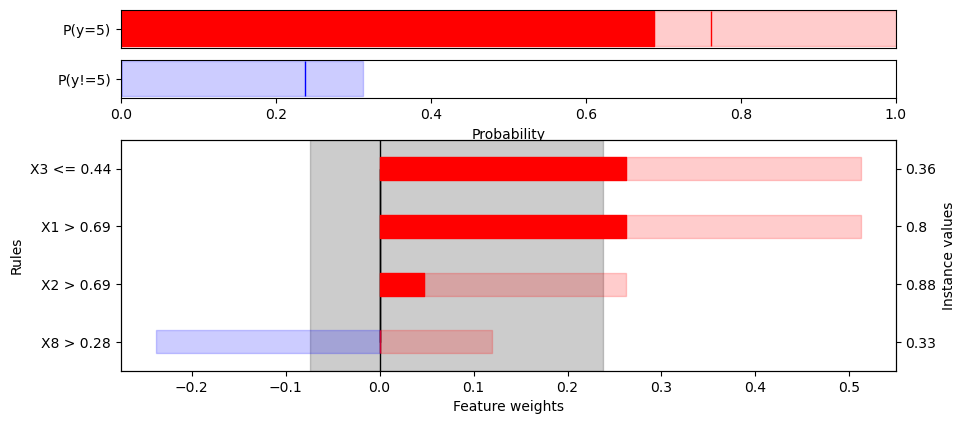 P(y=5)
P(y!=5)
0.0 0.2 0.4 0.6 0.8 1.0
Probability
X3 <= 0.44 0.36
X1 > 0.69 0.8
X2 > 0.69 0.88
X8 > 0.28 0.33
Rules
Instance values
−0.2 −0.1 0.0 0.1 0.2 0.3 0.4 0.5
Feature weights